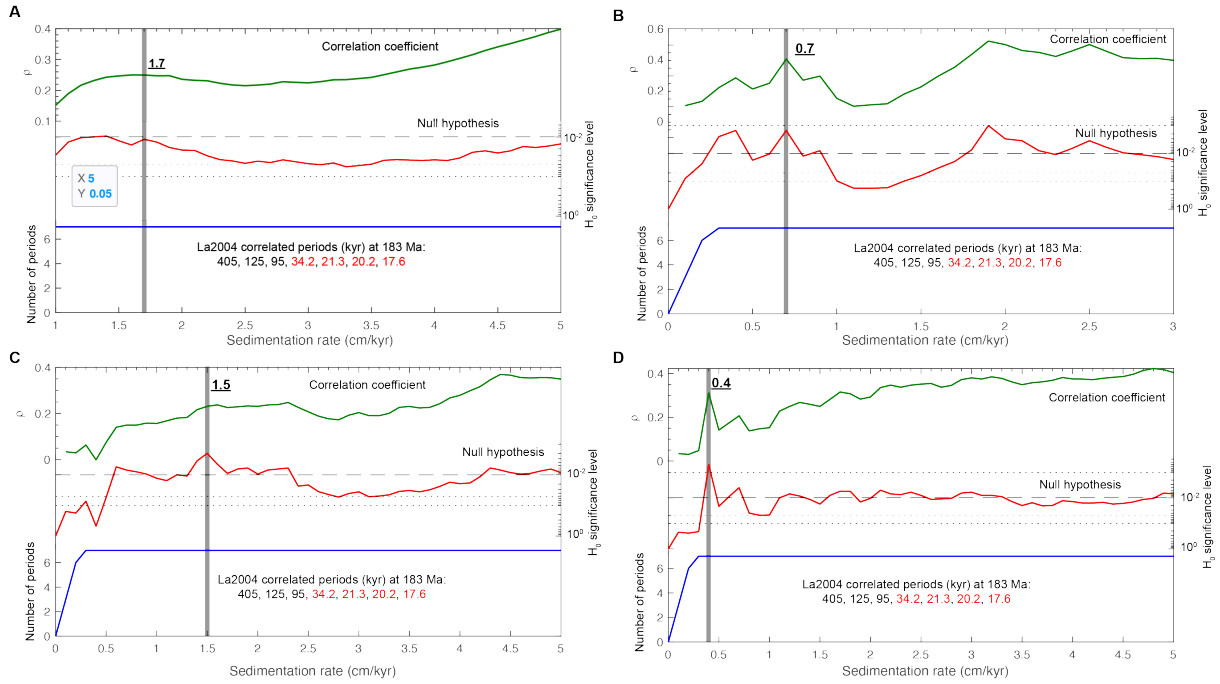 A
0.4
0.3
0.2
0.1
ρ
Correlation coefficient
1.7
Null hypothesis
10-2
100
H0 significance level
X 5
Y 0.05
6
4
2
0
Number of periods
La2004 correlated periods (kyr) at 183 Ma:
405, 125, 95, 34.2, 21.3, 20.2, 17.6
1 1.5 2 2.5 3 3.5 4 4.5 5
Sedimentation rate (cm/kyr)
B
0.6
0.4
0.2
0
ρ
Correlation coefficient
0.7
Null hypothesis
10-2
100
H0 significance level
6
4
2
0
Number of periods
La2004 correlated periods (kyr) at 183 Ma:
405, 125, 95, 34.2, 21.3, 20.2, 17.6
0 0.5 1 1.5 2 2.5 3
Sedimentation rate (cm/kyr)
C
0.4
0.2
0
ρ
Correlation coefficient
1.5
Null hypothesis
10-2
100
H0 significance level
6
4
2
0
Number of periods
La2004 correlated periods (kyr) at 183 Ma:
405, 125, 95, 34.2, 21.3, 20.2, 17.6
0 0.5 1 1.5 2 2.5 3 3.5 4 4.5 5
Sedimentation rate (cm/kyr)
D
0.4
0.2
0
ρ
0.4
Correlation coefficient
Null hypothesis
10-2
100
H0 significance level
6
4
2
0
Number of periods
La2004 correlated periods (kyr) at 183 Ma:
405, 125, 95, 34.2, 21.3, 20.2, 17.6
0 0.5 1 1.5 2 2.5 3 3.5 4 4.5 5
Sedimentation rate (cm/kyr)